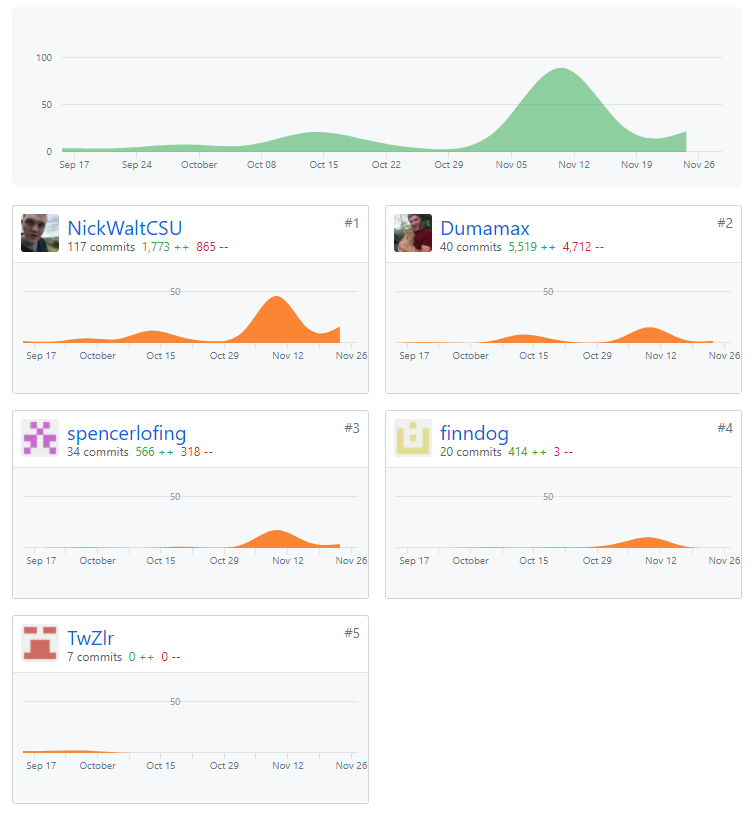 100
50
0
Sep 17 Sep 24 October Oct 08 Oct 15 Oct 22 Oct 29 Nov 05 Nov 12 Nov 19 Nov 26
NickWaltCSU #1
117 commits 1,773 ++ 865 --
50
Sep 17 October Oct 15 Oct 29 Nov 12 Nov 26
Dumamax #2
40 commits 5,519 ++ 4,712 --
50
Sep 17 October Oct 15 Oct 29 Nov 12 Nov 26
spencerlofing #3
34 commits 566 ++ 318 --
50
Sep 17 October Oct 15 Oct 29 Nov 12 Nov 26
finndog #4
20 commits 414 ++ 3 --
50
Sep 17 October Oct 15 Oct 29 Nov 12 Nov 26
TwZlr #5
7 commits 0 ++ 0 --
50
Sep 17 October Oct 15 Oct 29 Nov 12 Nov 26